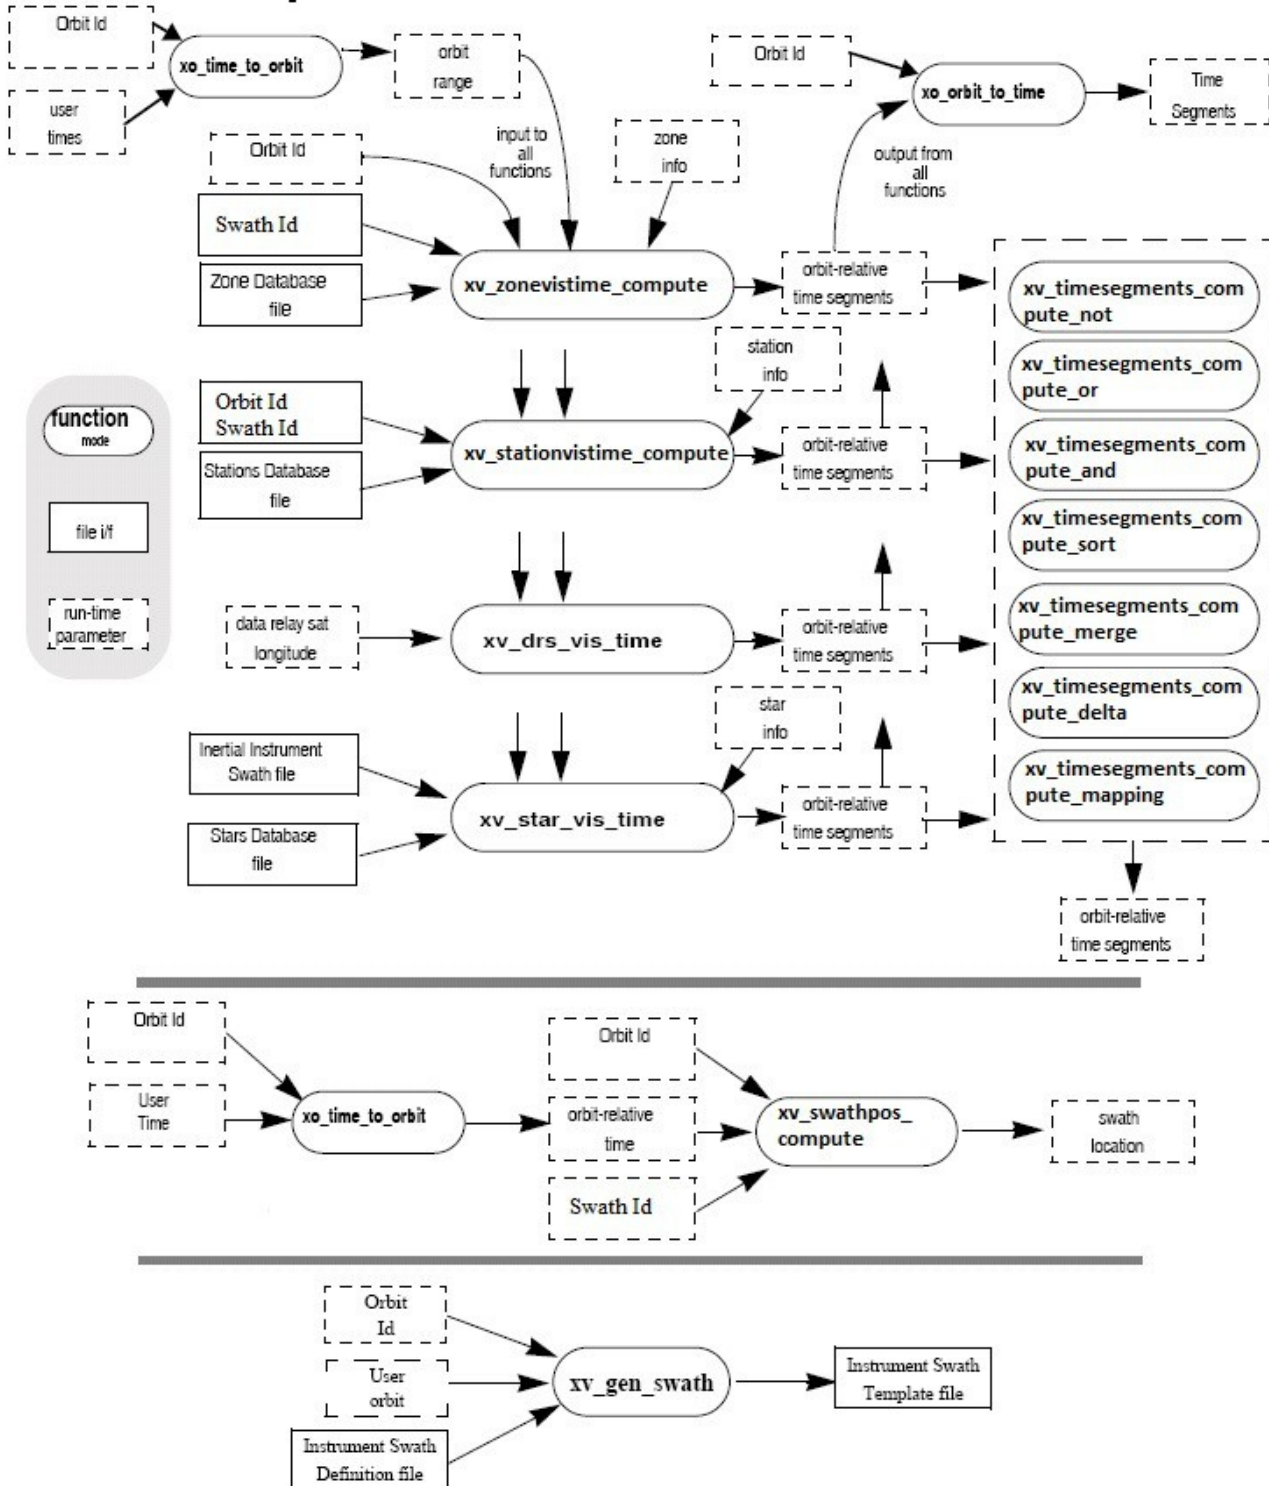 Orbit Id
xo_time_to_orbit
user
times
orbit
range
Orbit Id
xo_orbit_to_time
Time
Segments
Orbit Id
input to
all
functions
zone
info
output from
all
functions
Swath Id
Zone Database
file
xv_zonevistime_compute
orbit-relative
time segments
station
info
Orbit Id
Swath Id
Stations Database
file
xv_stationvistime_compute
orbit-relative
time segments
function
mode
file i/f
run-time
parameter
data relay sat
longitude
xv_drs_vis_time
orbit-relative
time segments
star
info
Inertial Instrument
Swath file
Stars Database
file
xv_star_vis_time
orbit-relative
time segments
xv_timesegments_com
pute_not
xv_timesegments_com
pute_or
xv_timesegments_com
pute_and
xv_timesegments_com
pute_sort
xv_timesegments_com
pute_merge
xv_timesegments_com
pute_delta
xv_timesegments_com
pute_mapping
orbit-relative
time segments
Orbit Id
User
Time
xo_time_to_orbit
Orbit Id
orbit-relative
time
Swath Id
xv_swathpos_
compute
swath
location
Orbit
Id
User
orbit
Instrument Swath
Definition file
xv_gen_swath
Instrument Swath
Template file